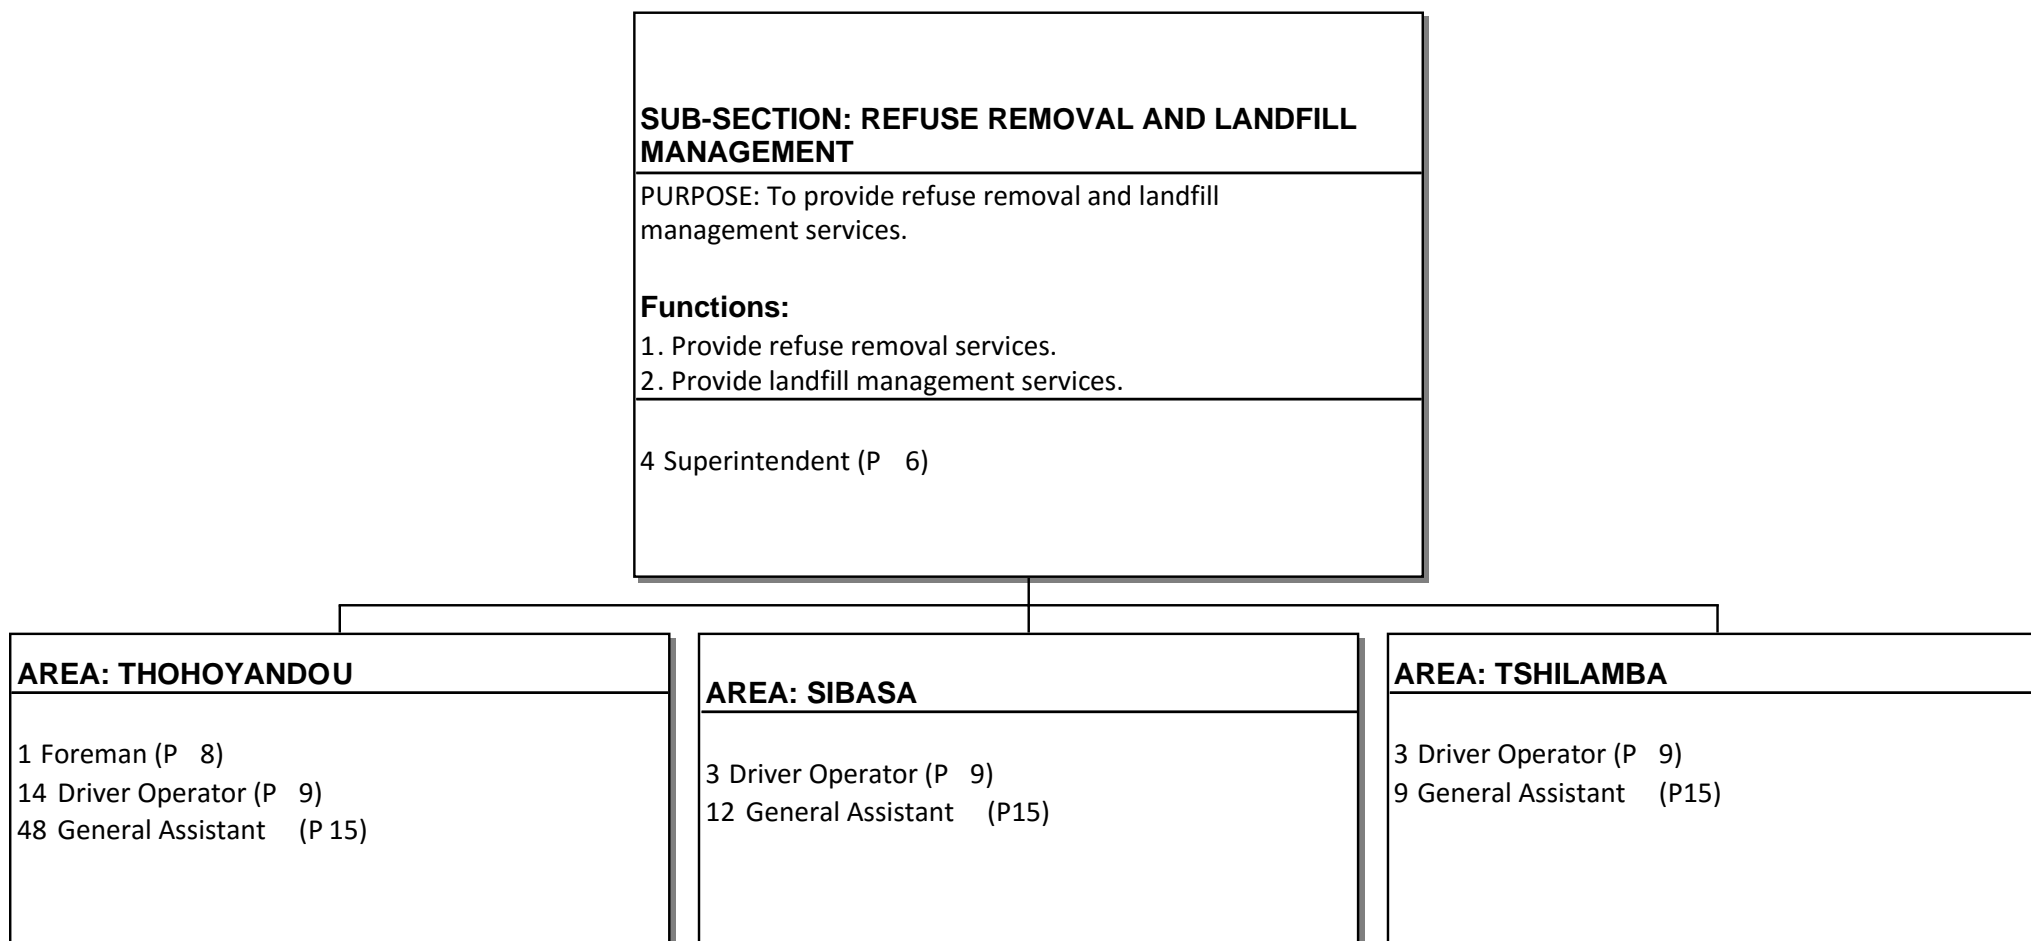 SUB-SECTION: REFUSE REMOVAL AND LANDFILL
MANAGEMENT
PURPOSE: To provide refuse removal and landfill
management services.
Functions:
1. Provide refuse removal services.
2. Provide landfill management services.
4 Superintendent (P 6)
AREA: THOHOYANDOU
1 Foreman (P 8)
14 Driver Operator (P 9)
48 General Assistant (P 15)
AREA: SIBASA
3 Driver Operator (P 9)
12 General Assistant (P15)
AREA: TSHILAMBA
3 Driver Operator (P 9)
9 General Assistant (P15)